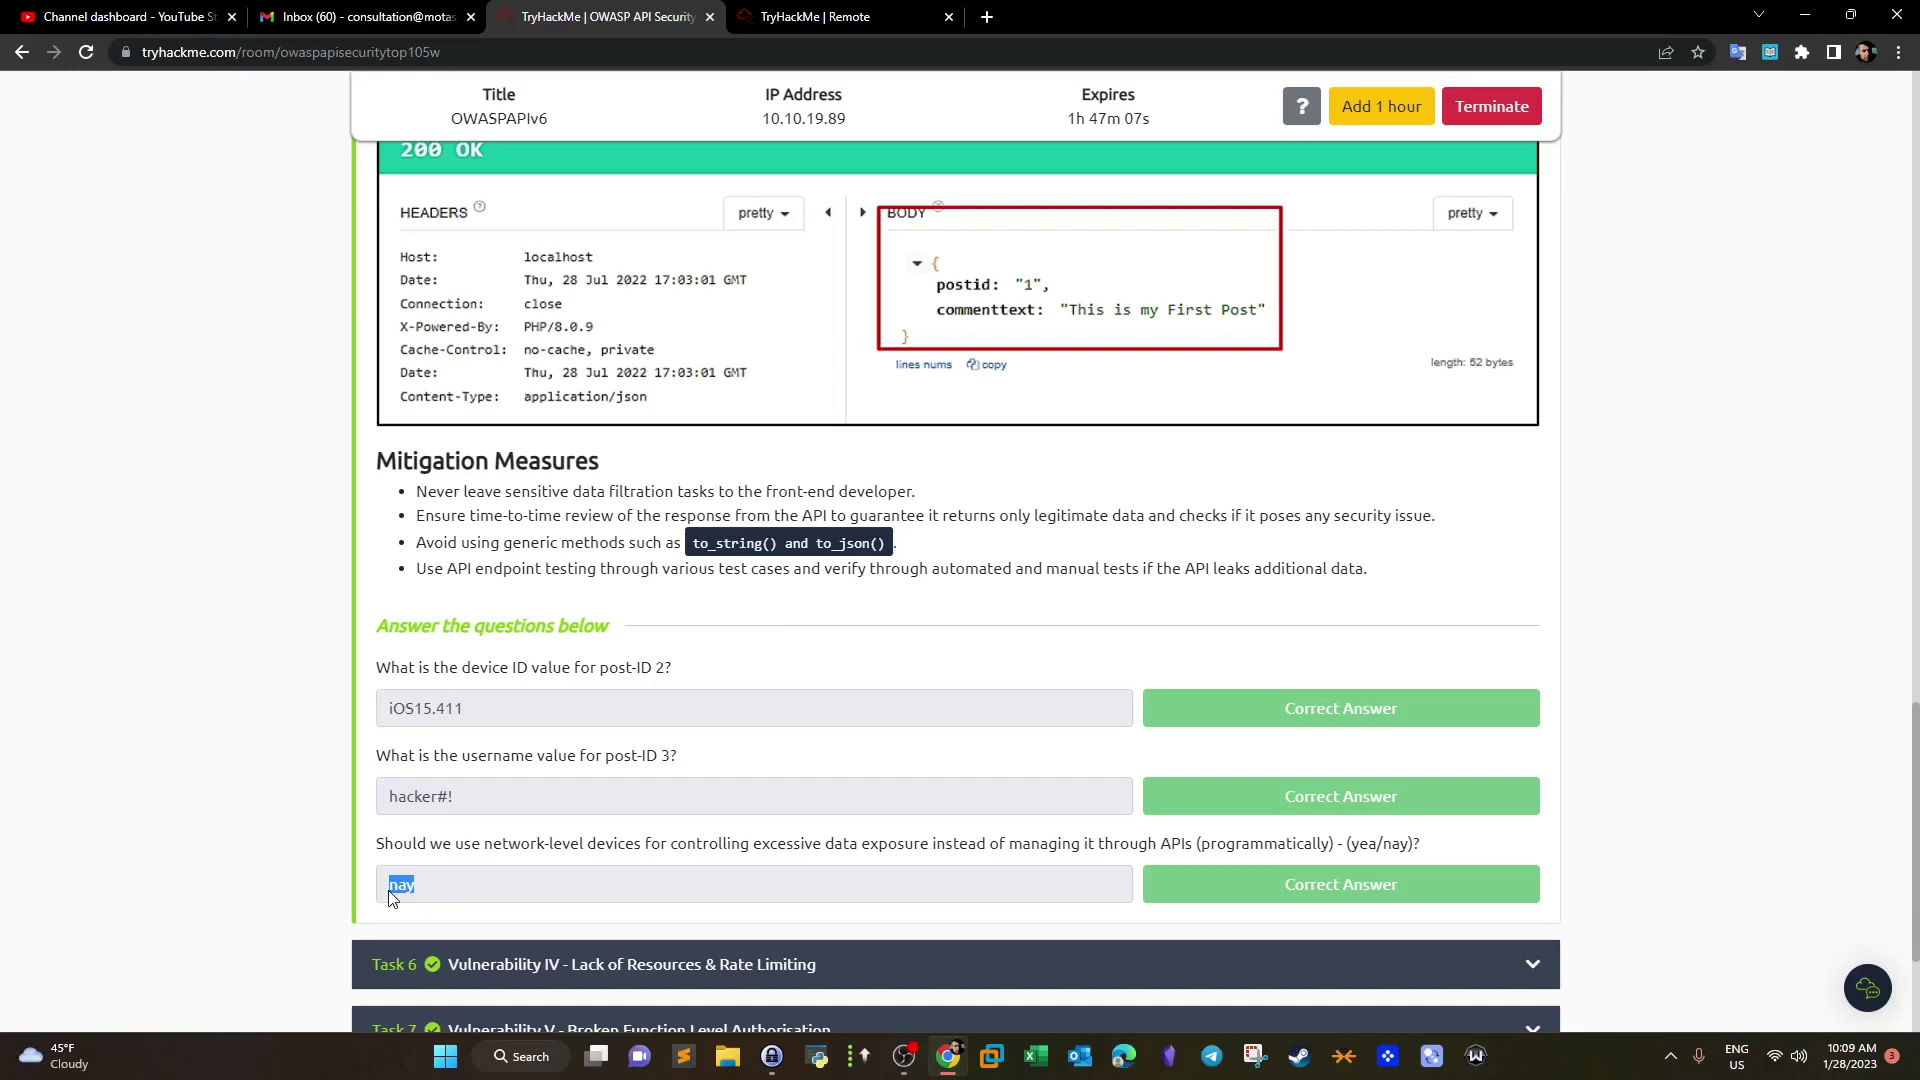 Channel dashboard - YouTube St
Inbox (60) - consultation@motas
TryHackMe | OWASP API Security
TryHackMe | Remote
tryhackme.com/room/owaspapisecuritytop105w
Title
OWASPAPIv6
IP Address
10.10.19.89
Expires
1h 47m 07s
?
Add 1 hour
Terminate
200 OK
HEADERS ?
pretty
BODY
pretty
Host: localhost
Date: Thu, 28 Jul 2022 17:03:01 GMT
Connection: close
X-Powered-By: PHP/8.0.9
Cache-Control: no-cache, private
Date: Thu, 28 Jul 2022 17:03:01 GMT
Content-Type: application/json
{
postid: "1",
commenttext: "This is my First Post"
}
lines nums copy
length: 52 bytes
Mitigation Measures
• Never leave sensitive data filtration tasks to the front-end developer.
• Ensure time-to-time review of the response from the API to guarantee it returns only legitimate data and checks if it poses any security issue.
• Avoid using generic methods such as to_string() and to_json() .
• Use API endpoint testing through various test cases and verify through automated and manual tests if the API leaks additional data.
Answer the questions below
What is the device ID value for post-ID 2?
iOS15.411
Correct Answer
What is the username value for post-ID 3?
hacker#!
Correct Answer
Should we use network-level devices for controlling excessive data exposure instead of managing it through APIs (programmatically) - (yea/nay)?
nay
Correct Answer
Task 6 Vulnerability IV - Lack of Resources & Rate Limiting
Task 7 Vulnerability V - Broken Function Level Authorisation
45°F
Cloudy
Search
ENG
US
10:09 AM
1/28/2023
3